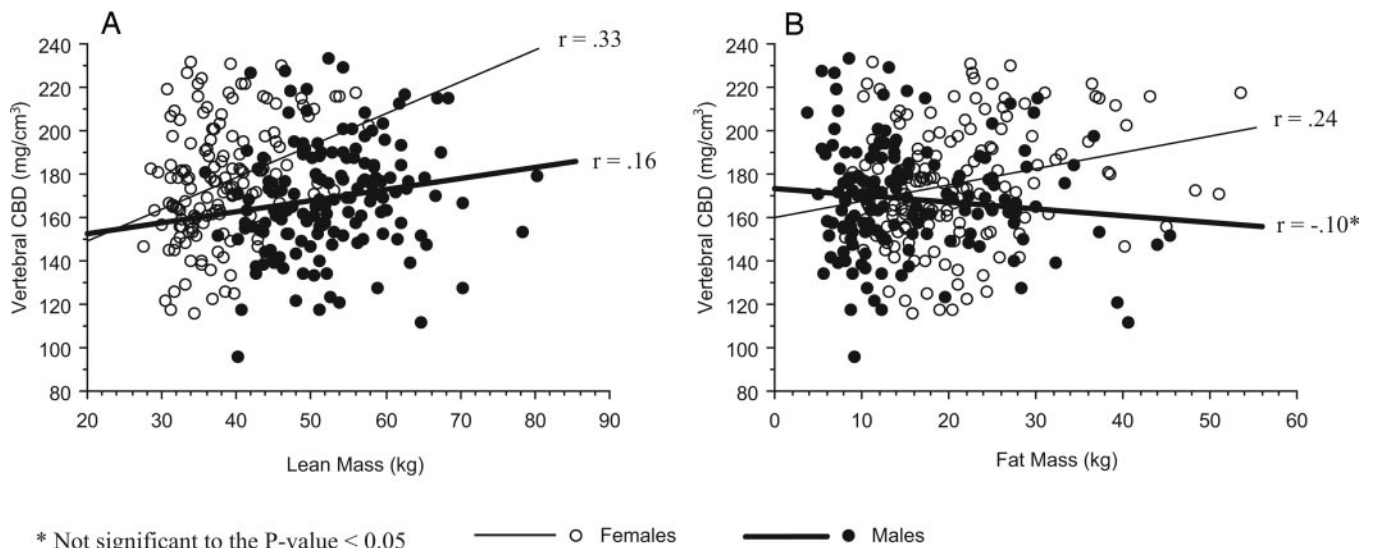 A
B
Vertebral CBD (mg/cm³)
240
220
200
180
160
140
120
100
80
r = .33
r = .16
20 30 40 50 60 70 80 90
Lean Mass (kg)
Vertebral CBD (mg/cm³)
240
220
200
180
160
140
120
100
80
r = .24
r = -.10*
0 10 20 30 40 50 60
Fat Mass (kg)
* Not significant to the P-value < 0.05 Females Males